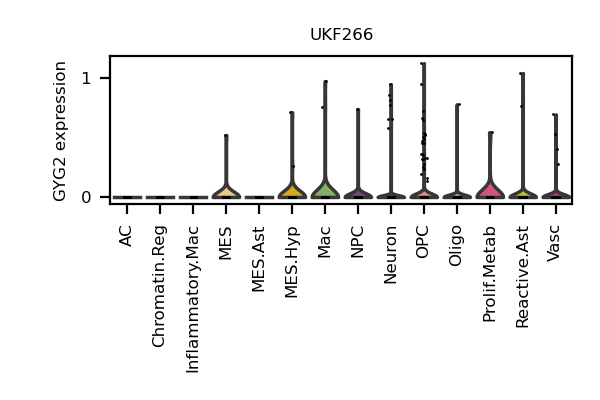 UKF266
GYG2 expression
1
0
AC
Chromatin.Reg
Inflammatory.Mac
MES
MES.Ast
MES.Hyp
Mac
NPC
Neuron
OPC
Oligo
Prolif.Metab
Reactive.Ast
Vasc